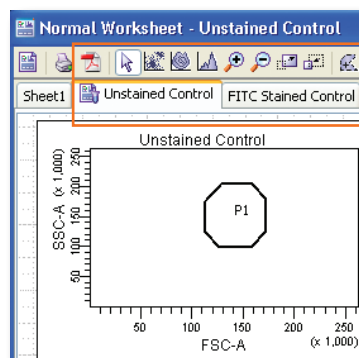 Normal Worksheet - Unstained Control
Sheet1 Unstained Control FITC Stained Control
Unstained Control
SSC-A (x 1,000)
250
200
150
100
50
P1
50 100 150 200 250
FSC-A (x 1,000)